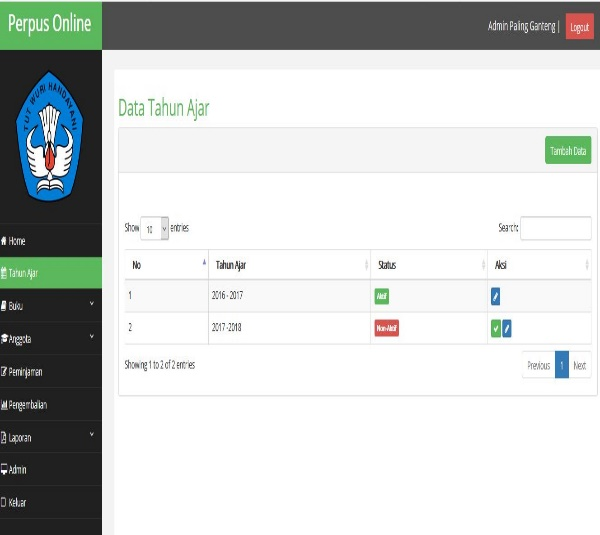 Perpus Online
Admin Paling Ganteng | Logout
TUT WURI HANDAYANI
Home
Tahun Ajar
Buku
Anggota
Peminjaman
Pengembalian
Laporan
Admin
Keluar
Data Tahun Ajar
Tambah Data
Show 10 entries Search:
No Tahun Ajar Status Aksi
1 2016 - 2017 Aktif
2 2017 -2018 Non-Aktif
Showing 1 to 2 of 2 entries Previous 1 Next